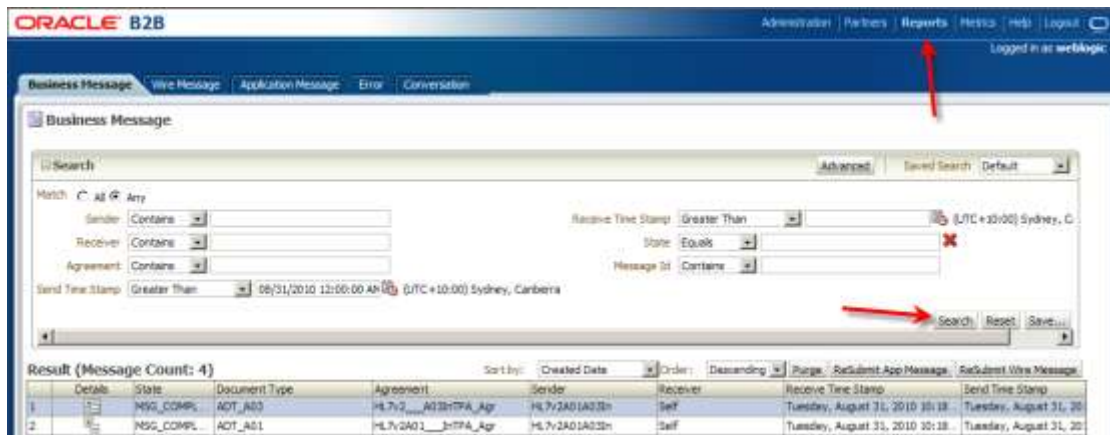 ORACLE B2B
Administration | Partners | Reports | Metrics | Help | Logout
Logged in as weblogic
Business Message Wire Message Application Message Error Conversation
Business Message
Search Advanced Saved Search Default
Match All Any
Sender Contains Receive Time Stamp Greater Than (UTC+10:00) Sydney, C
Receiver Contains State Equals
Agreement Contains Message Id Contains
Send Time Stamp Greater Than 08/31/2010 12:00:00 AM (UTC+10:00) Sydney, Canberra
Search Reset Save...
Result (Message Count: 4) Sort by: Created Date Order: Descending Purge ReSubmit App Message ReSubmit Wire Message
Details State Document Type Agreement Sender Receiver Receive Time Stamp Send Time Stamp
1 MSG_COMPL... ADT_A03 Self Tuesday, August 31, 2010 10:18... Tuesday, August 31, 20
2 MSG_COMPL... ADT_A01 Self Tuesday, August 31, 2010 10:18... Tuesday, August 31, 20